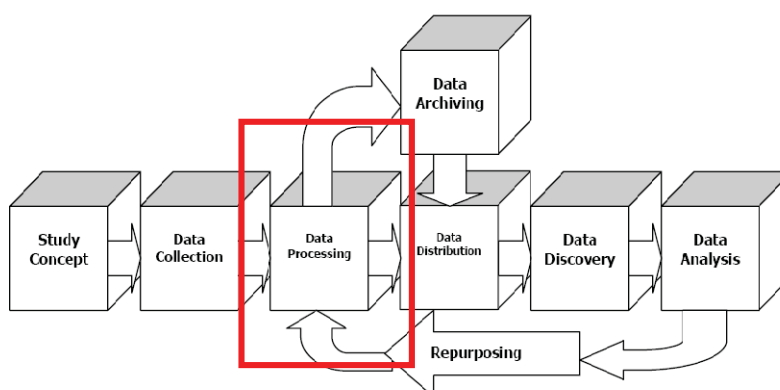 Data
Archiving
Study
Concept
Data
Collection
Data
Processing
Data
Distribution
Data
Discovery
Data
Analysis
Repurposing